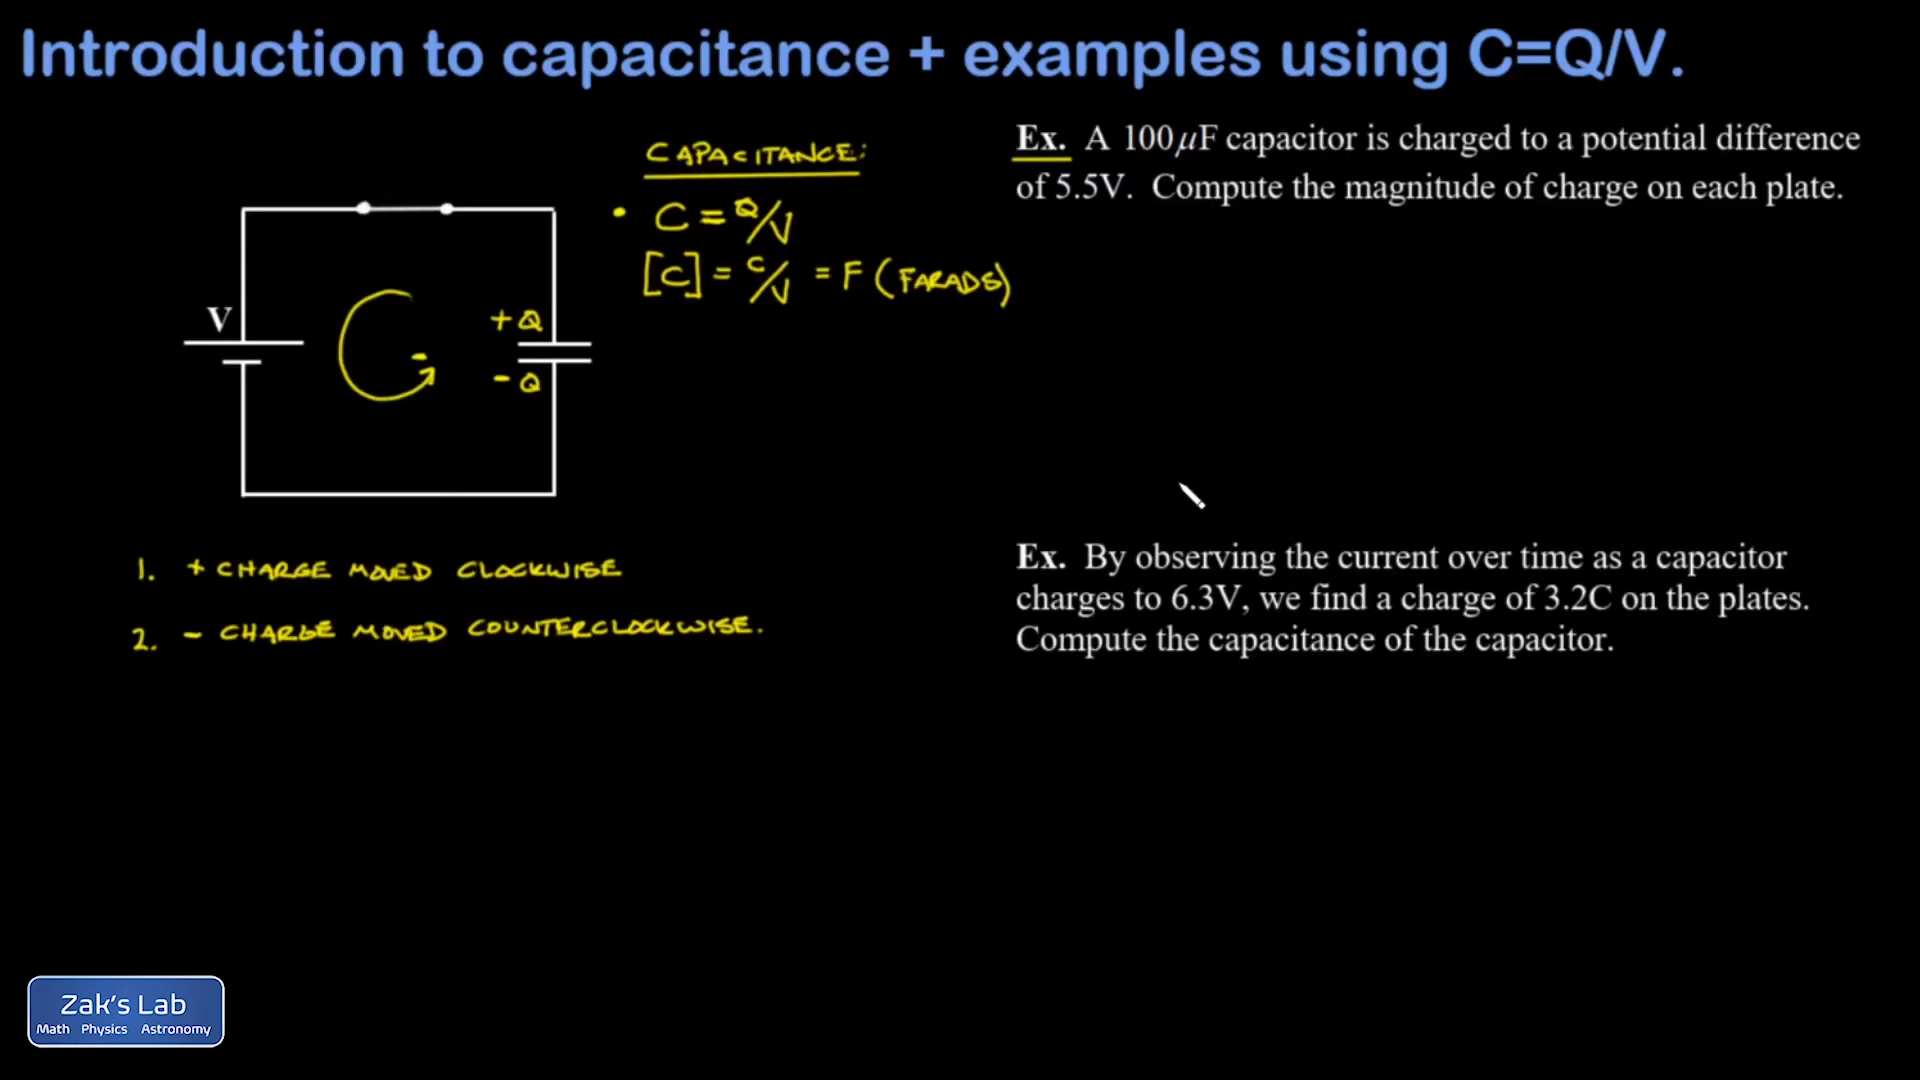 Introduction to capacitance + examples using C=Q/V.
CAPACITANCE:
• C = Q/V
[C] = C/V = F (FARADS)
V
+Q
-Q
-
1. + CHARGE MOVED CLOCKWISE
2. - CHARGE MOVED COUNTERCLOCKWISE.
Ex. A 100μF capacitor is charged to a potential difference
of 5.5V. Compute the magnitude of charge on each plate.
Ex. By observing the current over time as a capacitor
charges to 6.3V, we find a charge of 3.2C on the plates.
Compute the capacitance of the capacitor.
Zak's Lab
Math Physics Astronomy